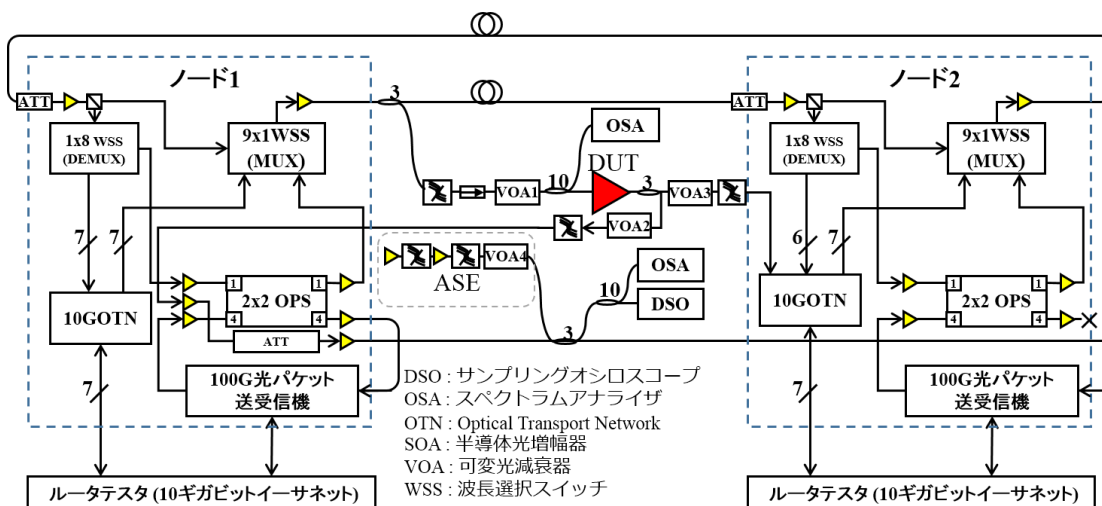 ノード1
ATT
1x8 WSS
(DEMUX)
9x1WSS
(MUX)
7
7
10GOTN
1
1
2x2 OPS
4
4
ATT
100G光パケット
送受信機
7
ルータテスタ (10ギガビットイーサネット)
3
OSA
DUT
10
3
VOA1
VOA3
VOA2
VOA4
ASE
OSA
10
DSO
3
DSO : サンプリングオシロスコープ
OSA : スペクトラムアナライザ
OTN : Optical Transport Network
SOA : 半導体光増幅器
VOA : 可変光減衰器
WSS : 波長選択スイッチ
ノード2
ATT
1x8 WSS
(DEMUX)
9x1WSS
(MUX)
6
7
10GOTN
1
1
2x2 OPS
4
4
100G光パケット
送受信機
7
ルータテスタ (10ギガビットイーサネット)